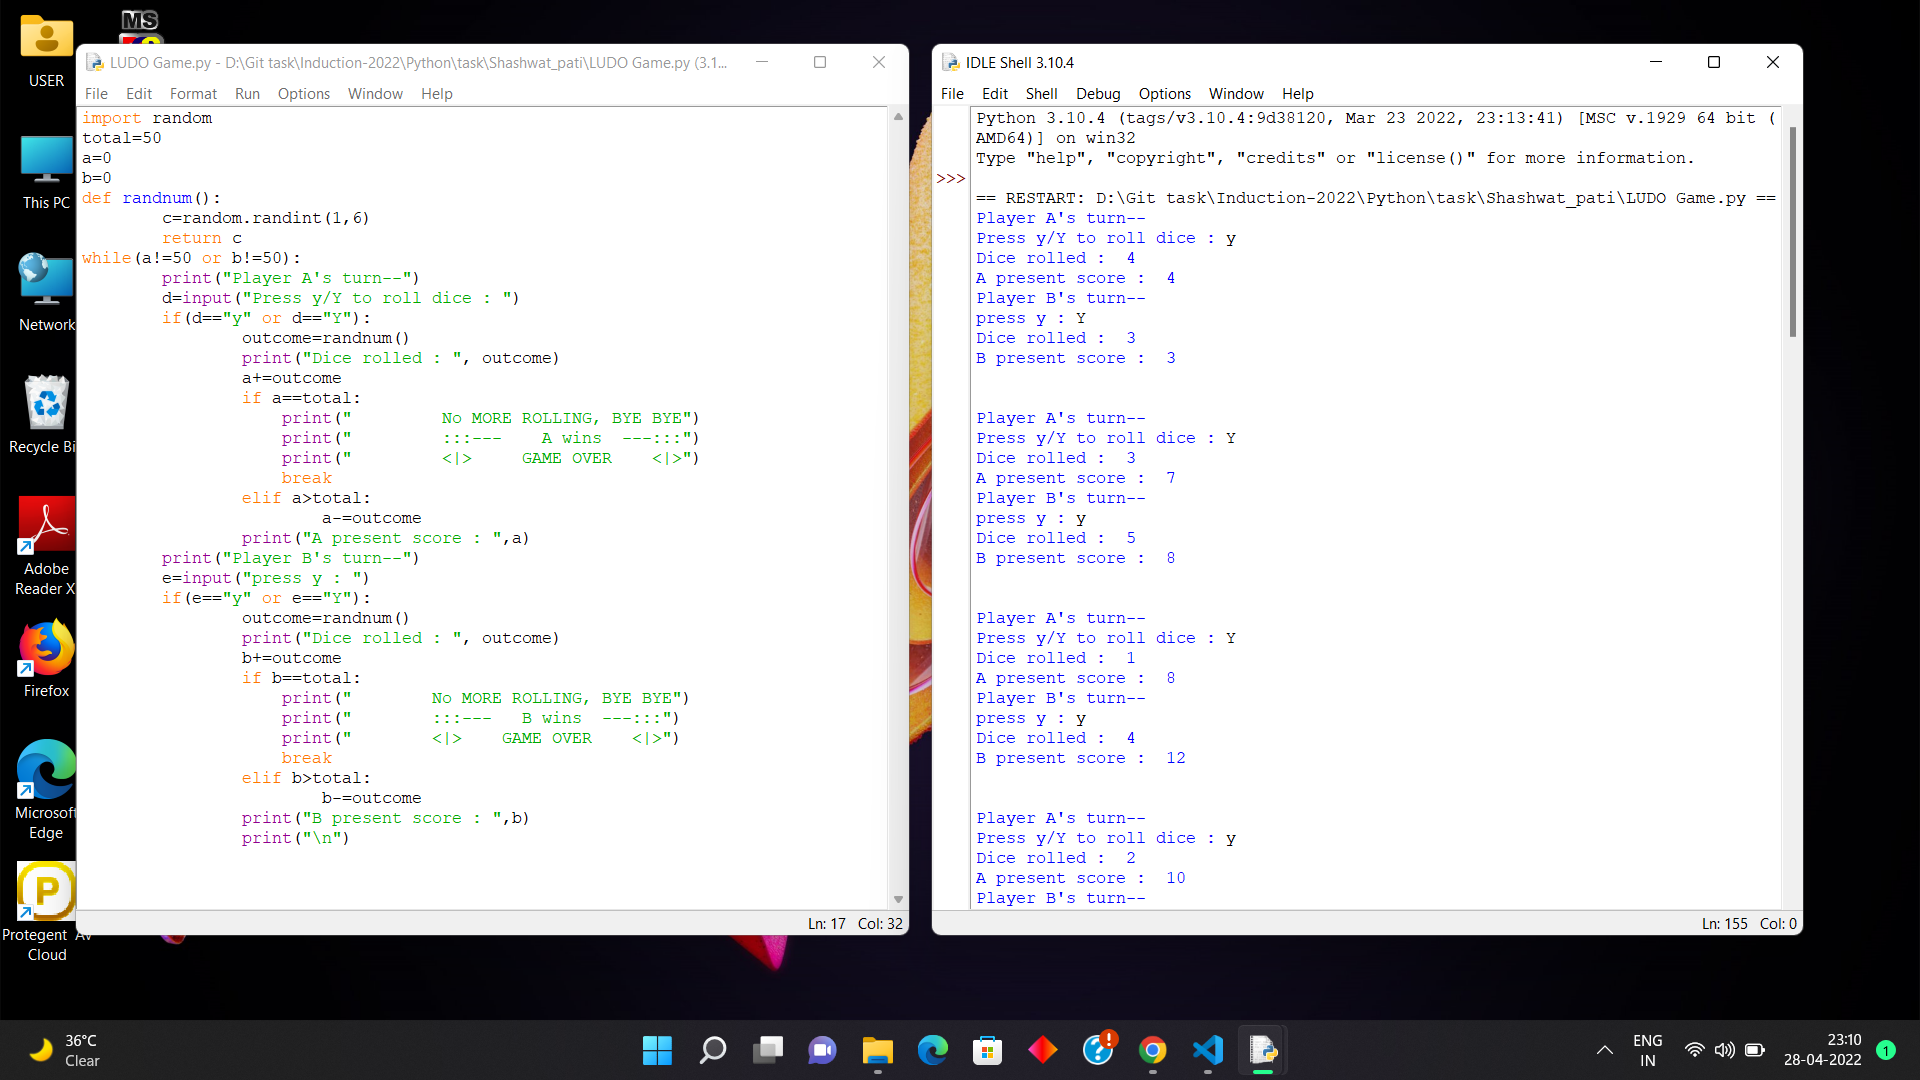 USER
This PC
Network
Recycle Bi
Adobe
Reader X
Firefox
Microsoft
Edge
Protegent AV
Cloud
MS
LUDO Game.py - D:\Git task\Induction-2022\Python\task\Shashwat_pati\LUDO Game.py (3.1...
File Edit Format Run Options Window Help
import random
total=50
a=0
b=0
def randnum():
        c=random.randint(1,6)
        return c
while(a!=50 or b!=50):
        print("Player A's turn--")
        d=input("Press y/Y to roll dice : ")
        if(d=="y" or d=="Y"):
                outcome=randnum()
                print("Dice rolled : ", outcome)
                a+=outcome
                if a==total:
                    print("         No MORE ROLLING, BYE BYE")
                    print("         :::---    A wins  ---:::")
                    print("         <|>     GAME OVER    <|>")
                    break
                elif a>total:
                        a-=outcome
                print("A present score : ",a)
        print("Player B's turn--")
        e=input("press y : ")
        if(e=="y" or e=="Y"):
                outcome=randnum()
                print("Dice rolled : ", outcome)
                b+=outcome
                if b==total:
                    print("        No MORE ROLLING, BYE BYE")
                    print("        :::---   B wins  ---:::")
                    print("        <|>    GAME OVER    <|>")
                    break
                elif b>total:
                        b-=outcome
                print("B present score : ",b)
                print("\n")
Ln: 17 Col: 32
IDLE Shell 3.10.4
File Edit Shell Debug Options Window Help
Python 3.10.4 (tags/v3.10.4:9d38120, Mar 23 2022, 23:13:41) [MSC v.1929 64 bit (
AMD64)] on win32
Type "help", "copyright", "credits" or "license()" for more information.
>>>
== RESTART: D:\Git task\Induction-2022\Python\task\Shashwat_pati\LUDO Game.py ==
Player A's turn--
Press y/Y to roll dice : y
Dice rolled :  4
A present score :  4
Player B's turn--
press y : Y
Dice rolled :  3
B present score :  3
Player A's turn--
Press y/Y to roll dice : Y
Dice rolled :  3
A present score :  7
Player B's turn--
press y : y
Dice rolled :  5
B present score :  8
Player A's turn--
Press y/Y to roll dice : Y
Dice rolled :  1
A present score :  8
Player B's turn--
press y : y
Dice rolled :  4
B present score :  12
Player A's turn--
Press y/Y to roll dice : y
Dice rolled :  2
A present score :  10
Player B's turn--
Ln: 155 Col: 0
36°C
Clear
ENG
IN
23:10
28-04-2022
1